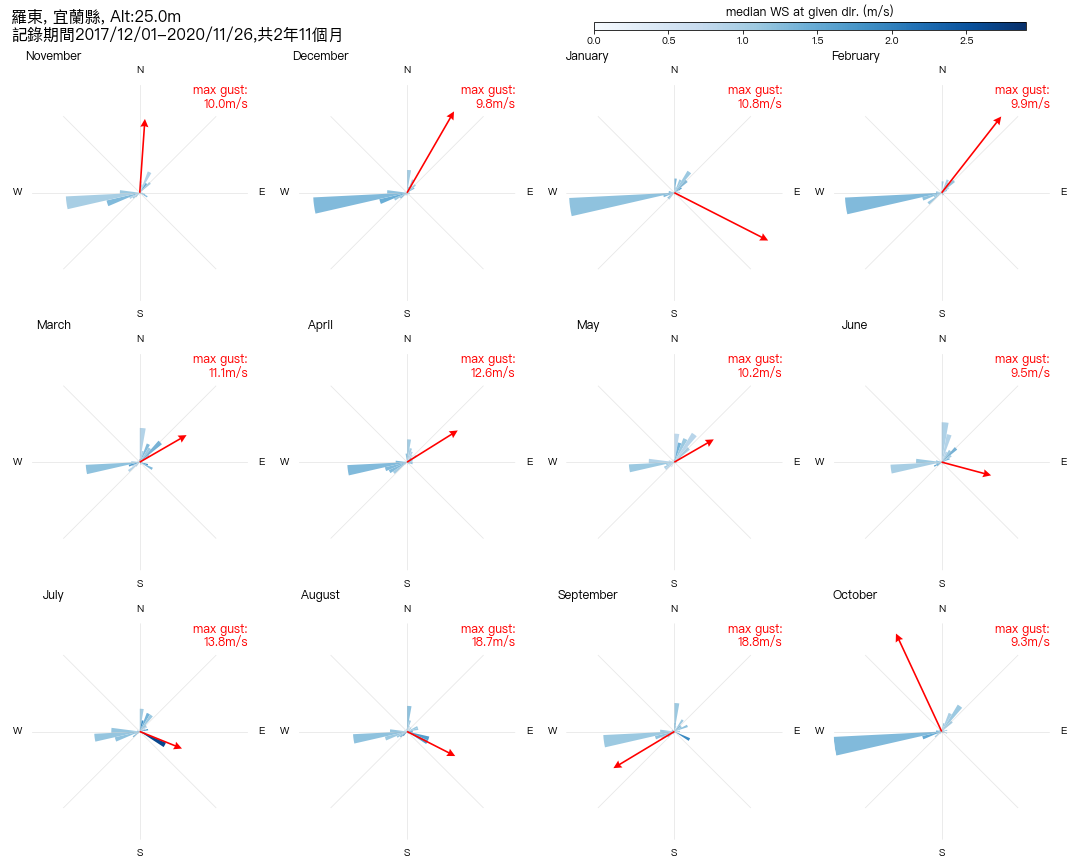 羅東, 宜蘭縣, Alt:25.0m
記錄期間2017/12/01–2020/11/26,共2年11個月
median WS at given dir. (m/s)
0.0 0.5 1.0 1.5 2.0 2.5
November
N
max gust:
10.0m/s
W E
S
December
N
max gust:
9.8m/s
W E
January
max gust:
10.8m/s
W E
February
N
max gust:
9.9m/s
W E
S
March
N
max gust:
11.1m/s
W E
S
April
N
max gust:
12.6m/s
W E
May
max gust:
10.2m/s
W E
June
N
max gust:
9.5m/s
W E
S
July
N
max gust:
13.8m/s
W E
S
August
N
max gust:
18.7m/s
W E
September
max gust:
18.8m/s
W E
October
N
max gust:
9.3m/s
W E
S